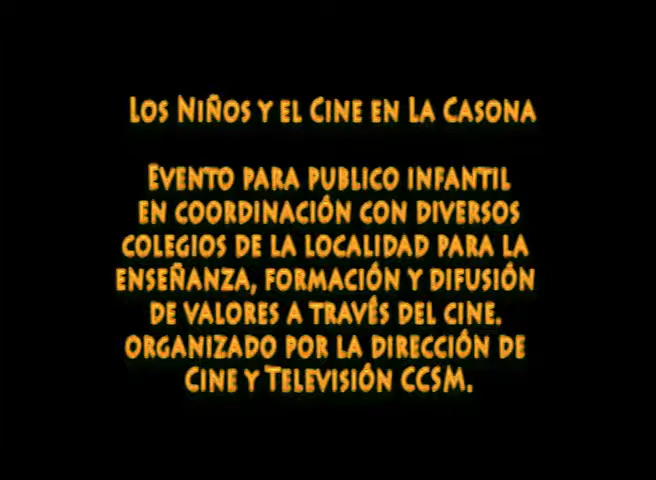 Los Niños y el Cine en La Casona
Evento para publico infantil
en coordinación con diversos
colegios de la localidad para la
enseñanza, formación y difusión
de valores a través del cine.
organizado por la dirección de
Cine y Televisión CCSM.